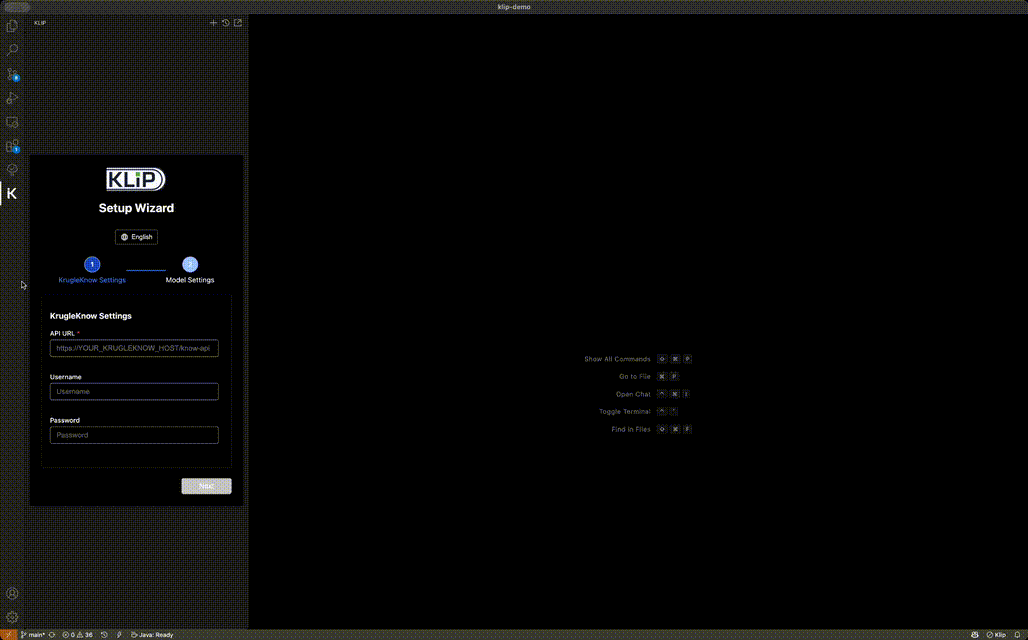 klip-demo
KLIP
KLiP
Setup Wizard
English
1
2
KrugleKnow Settings
Model Settings
KrugleKnow Settings
API URL *
https://YOUR_KRUGLEKNOW_HOST/know-api
Username
Username
Password
Password
Next
K
Show All Commands ⇧ ⌘ P
Go to File ⌘ P
Open Chat ^ ⌘ I
Toggle Terminal ^ `
Find in Files ⇧ ⌘ F
main*
0
36
Java: Ready
Klip